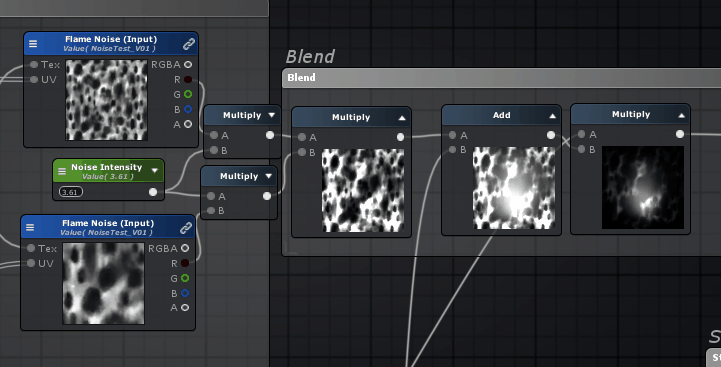 Flame Noise (Input)
Value( NoiseTest_V01 )
Tex
UV
RGBA
R
G
B
A
Noise Intensity
Value( 3.61 )
3.61
Flame Noise (Input)
Value( NoiseTest_V01 )
Tex
UV
RGBA
R
G
B
A
Multiply
A
B
Multiply
A
B
Blend
Blend
Multiply
A
B
Add
A
B
Multiply
A
B
S
St